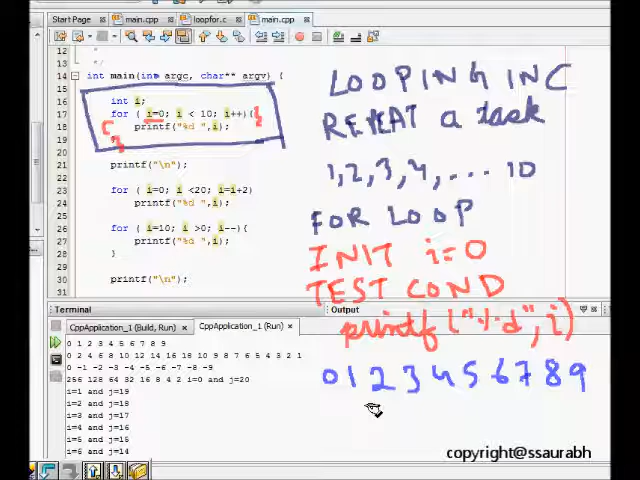 Start Page main.cpp loopfor.c main.cpp
12
13 *
*/
14 int main(int argc, char** argv) {
15
16 int i;
17 for ( i=0; i < 10; i++){ }
18 printf("%d ",i);
19 }
20
21 printf("\n");
22
23 for ( i=0; i <20; i=i+2)
24 printf("%d ",i);
25
26 for ( i=10; i >0; i--){
27 printf("%d ",i);
28 }
29
30 printf("\n");
31
LOOPING IN C
REPEAT a task
1,2,3,4,....10
FOR LOOP
INIT i=0
TEST COND
printf("%d",i)
0 1 2 3 4 5 6 7 8 9
Terminal Output
CppApplication_1 (Build, Run) CppApplication_1 (Run)
0 1 2 3 4 5 6 7 8 9
0 2 4 6 8 10 12 14 16 18 10 9 8 7 6 5 4 3 2 1
0 -1 -2 -3 -4 -5 -6 -7 -8 -9
256 128 64 32 16 8 4 2 i=0 and j=20
i=1 and j=19
i=2 and j=18
i=3 and j=17
i=4 and j=16
i=5 and j=15
i=6 and j=14
copyright@ssaurabh